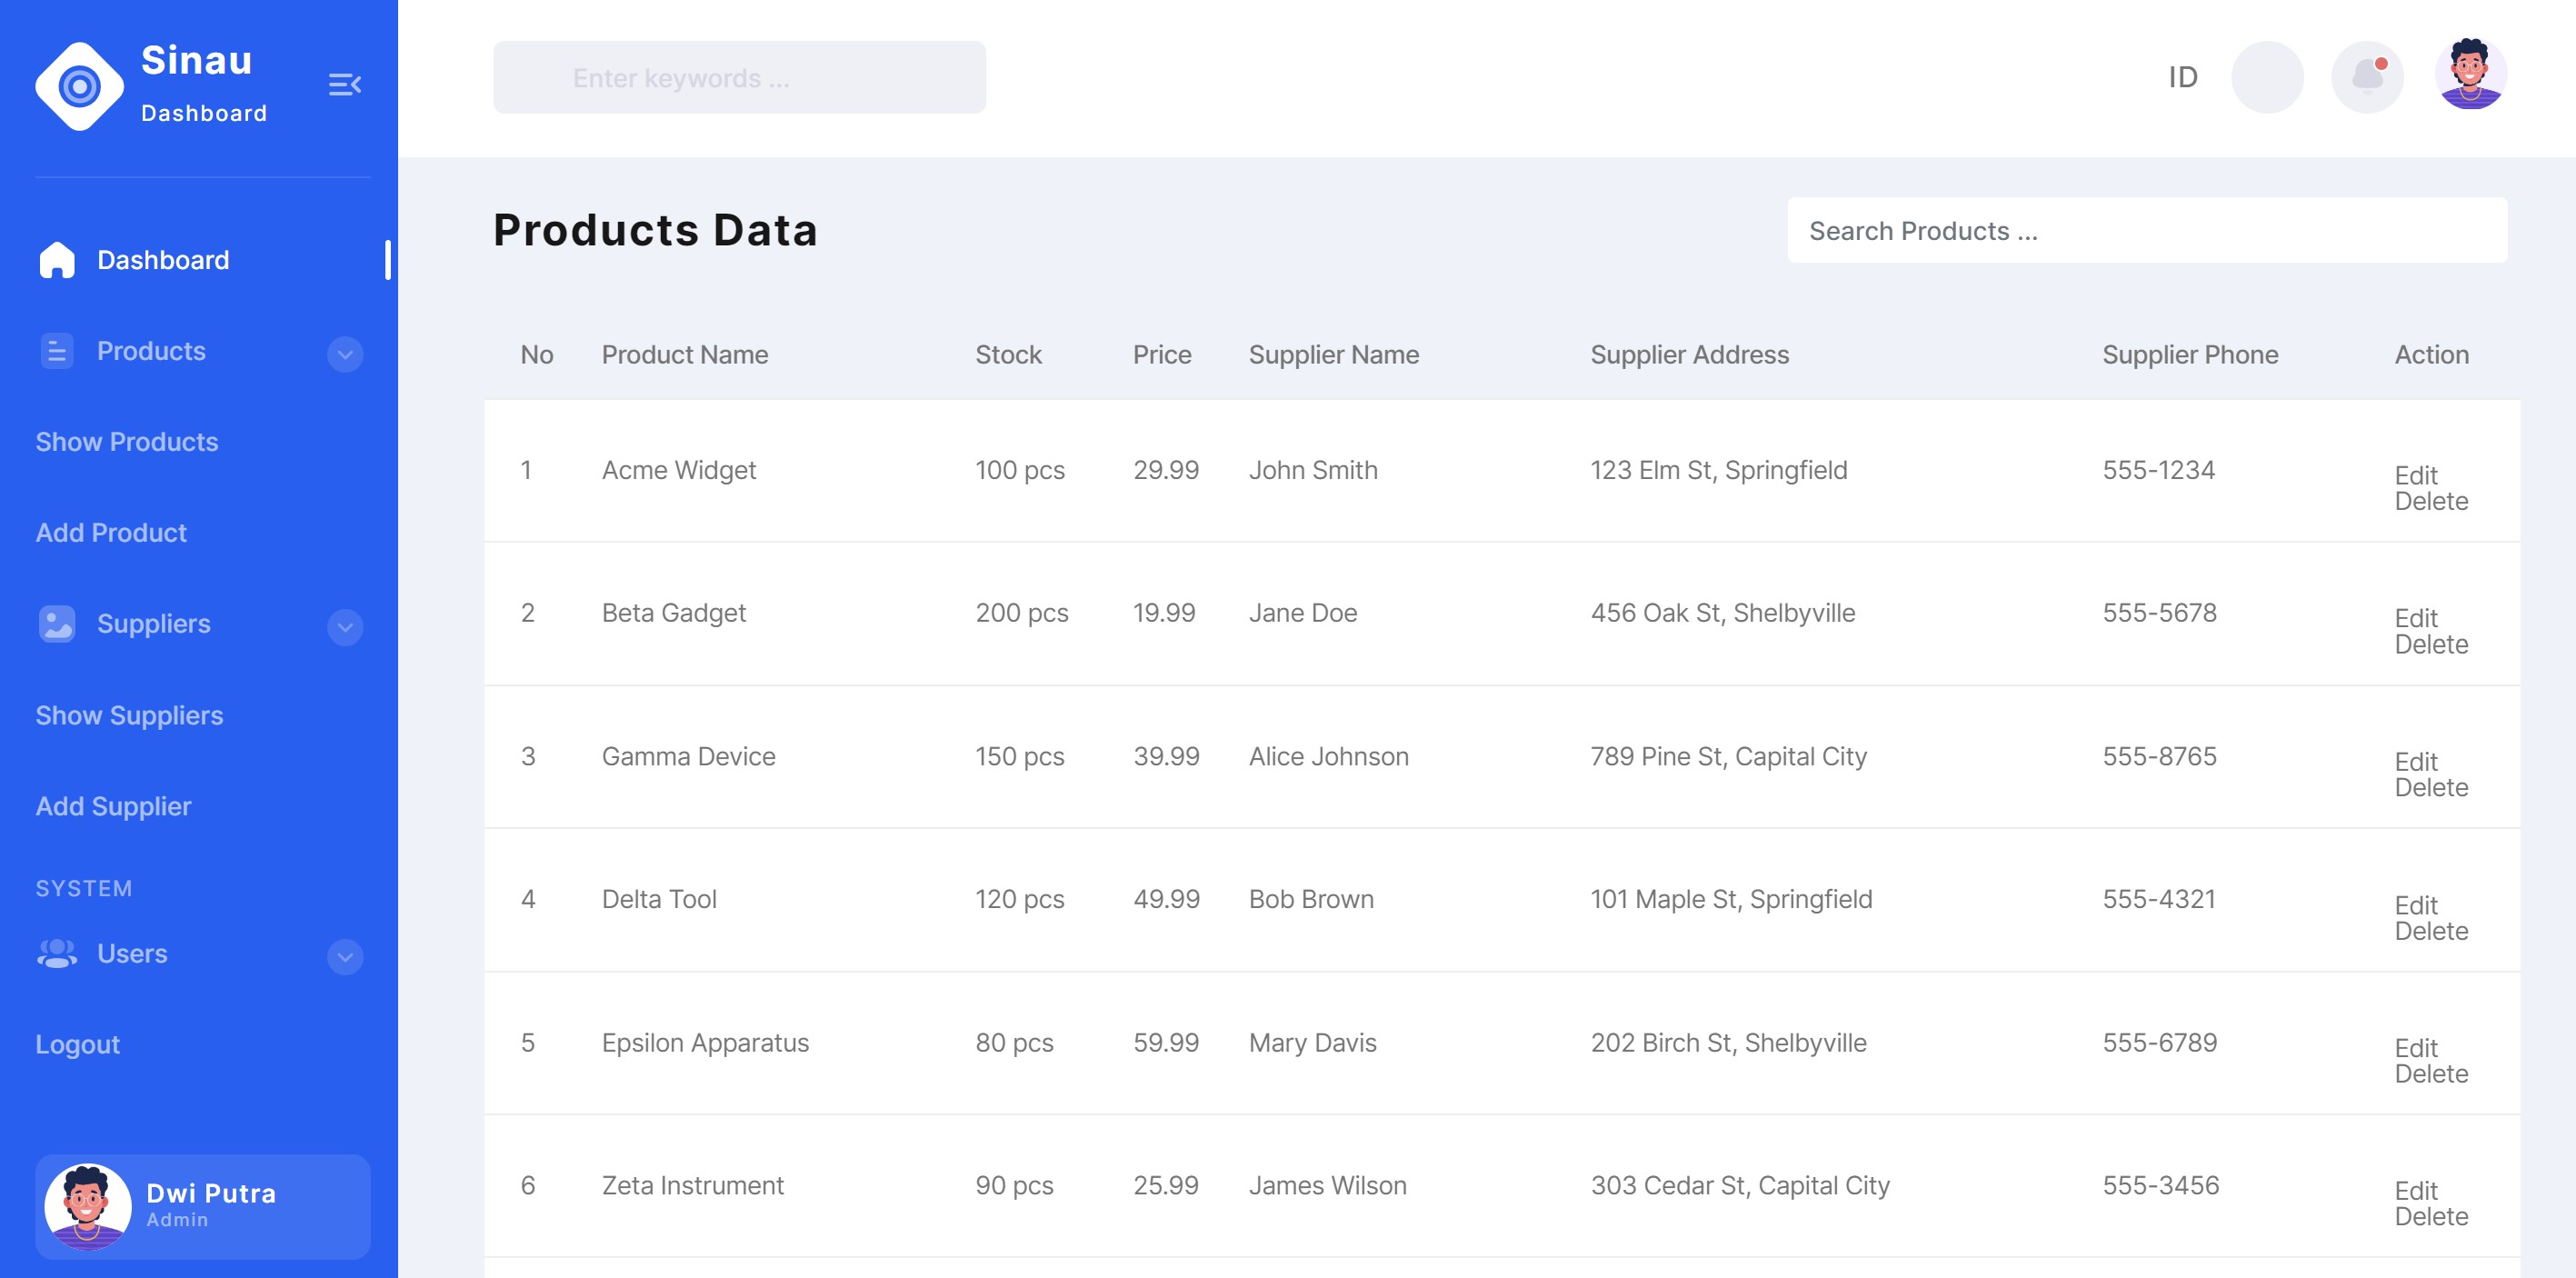 Sinau
Dashboard
Dashboard
Products
Show Products
Add Product
Suppliers
Show Suppliers
Add Supplier
SYSTEM
Users
Logout
Dwi Putra
Admin
Enter keywords ...
ID
Products Data
Search Products ...
No Product Name Stock Price Supplier Name Supplier Address Supplier Phone Action
1 Acme Widget 100 pcs 29.99 John Smith 123 Elm St, Springfield 555-1234 Edit
Delete
2 Beta Gadget 200 pcs 19.99 Jane Doe 456 Oak St, Shelbyville 555-5678 Edit
Delete
3 Gamma Device 150 pcs 39.99 Alice Johnson 789 Pine St, Capital City 555-8765 Edit
Delete
4 Delta Tool 120 pcs 49.99 Bob Brown 101 Maple St, Springfield 555-4321 Edit
Delete
5 Epsilon Apparatus 80 pcs 59.99 Mary Davis 202 Birch St, Shelbyville 555-6789 Edit
Delete
6 Zeta Instrument 90 pcs 25.99 James Wilson 303 Cedar St, Capital City 555-3456 Edit
Delete